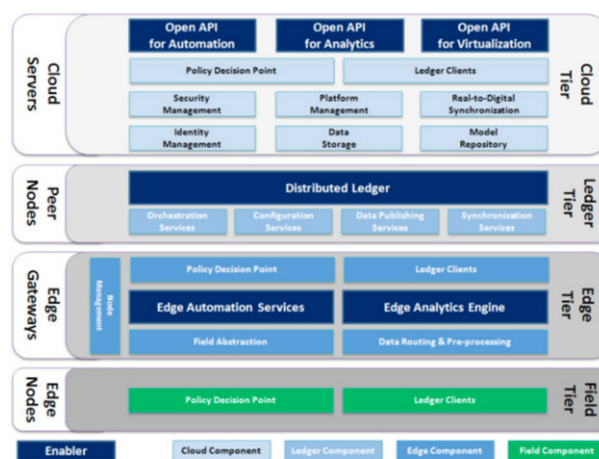 Open API
for Automation
Open API
for Analytics
Open API
for Virtualization
Policy Decision Point
Ledger Clients
Security
Management
Platform
Management
Real-to-Digital
Synchronization
Identity
Management
Data
Storage
Model
Repository
Cloud
Servers
Cloud
Tier
Distributed Ledger
Orchestration
Services
Configuration
Services
Data Publishing
Services
Synchronization
Services
Peer
Nodes
Ledger
Tier
Node
Management
Policy Decision Point
Ledger Clients
Edge Automation Services
Edge Analytics Engine
Field Abstraction
Data Routing & Pre-processing
Edge
Gateways
Edge
Tier
Policy Decision Point
Ledger Clients
Edge
Nodes
Field
Tier
Enabler
Cloud Component
Ledger Component
Edge Component
Field Component